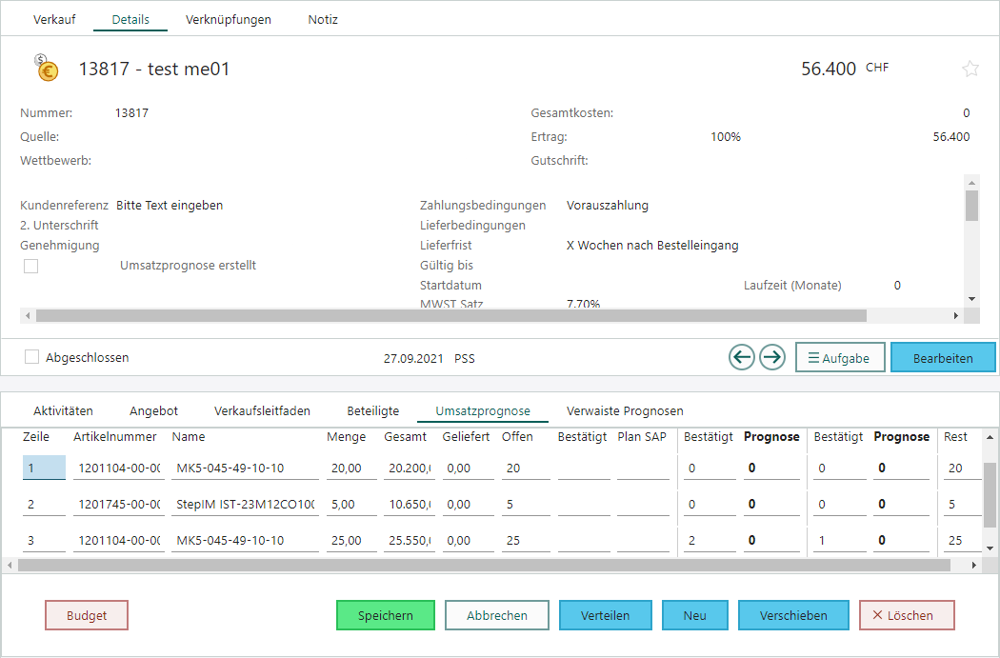 Verkauf Details Verknüpfungen Notiz
13817 - test me01 56.400 CHF
Nummer: 13817 Gesamtkosten: 0
Quelle: Ertrag: 100% 56.400
Wettbewerb: Gutschrift:
Kundenreferenz Bitte Text eingeben Zahlungsbedingungen Vorauszahlung
2. Unterschrift Lieferbedingungen
Genehmigung Lieferfrist X Wochen nach Bestelleingang
Umsatzprognose erstellt Gültig bis
Startdatum Laufzeit (Monate) 0
MWST Satz 7.70%
Abgeschlossen 27.09.2021 PSS Aufgabe Bearbeiten
Aktivitäten Angebot Verkaufsleitfaden Beteiligte Umsatzprognose Verwaiste Prognosen
Zeile Artikelnummer Name Menge Gesamt Geliefert Offen Bestätigt Plan SAP Bestätigt Prognose Bestätigt Prognose Rest
1 1201104-00-00 MK5-045-49-10-10 20,00 20.200,0 0,00 20 0 0 0 0 20
2 1201745-00-00 StepIM IST-23M12CO100 5,00 10.650,0 0,00 5 0 0 0 0 5
3 1201104-00-00 MK5-045-49-10-10 25,00 25.550,0 0,00 25 2 0 1 0 25
Budget Speichern Abbrechen Verteilen Neu Verschieben Löschen